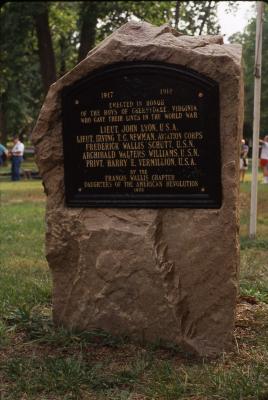 1917 1918
ERECTED IN HONOR
OF THE BOYS OF CHERRYDALE, VIRGINIA
WHO GAVE THEIR LIVES IN THE WORLD WAR
LIEUT. JOHN LYON, U.S.A.
LIEUT. IRVING T.C. NEWMAN, AVIATION CORPS
FREDERICK WALLIS SCHUTT, U.S.N.
ARCHIBALD WALTERS WILLIAMS, U.S.N.
PRIVT. HARRY E. VERMILION, U.S.A.
BY THE
FRANCIS WALLIS CHAPTER
DAUGHTERS OF THE AMERICAN REVOLUTION